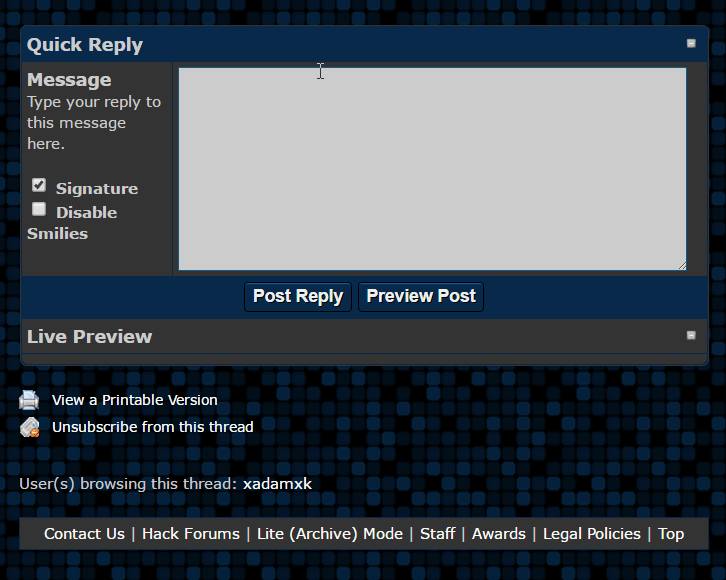 Quick Reply
Message
Type your reply to
this message
here.
Signature
Disable
Smilies
Post Reply Preview Post
Live Preview
View a Printable Version
Unsubscribe from this thread
User(s) browsing this thread: xadamxk
Contact Us | Hack Forums | Lite (Archive) Mode | Staff | Awards | Legal Policies | Top